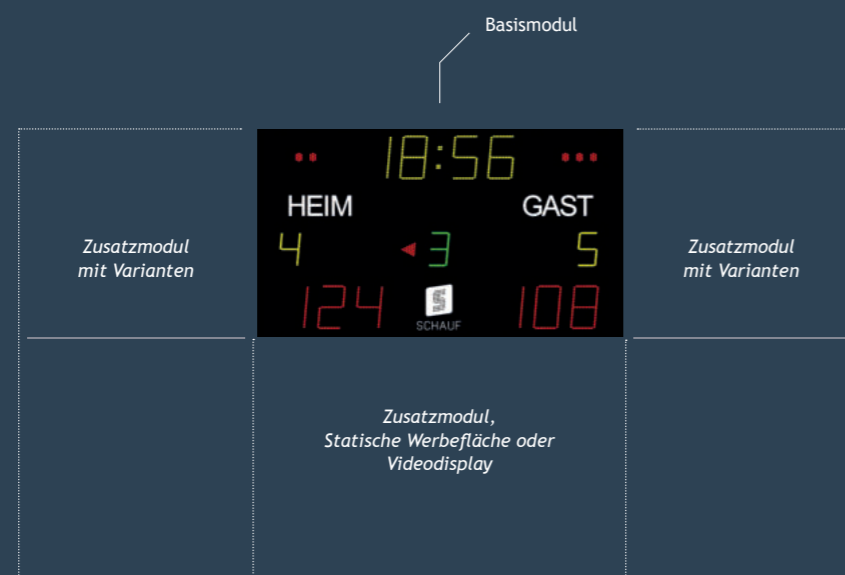 Basismodul
18:56
HEIM
GAST
4
3
5
124
108
SCHAUF
Zusatzmodul
mit Varianten
Zusatzmodul
mit Varianten
Zusatzmodul,
Statische Werbefläche oder
Videodisplay